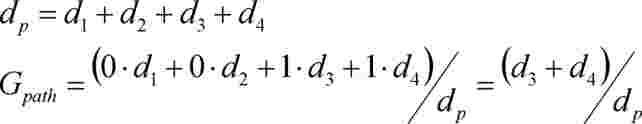 d_p = d_1 + d_2 + d_3 + d_4
G_path = (0·d_1 + 0·d_2 + 1·d_3 + 1·d_4)/d_p = (d_3 + d_4)/d_p